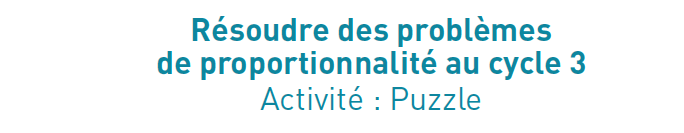 Résoudre des problèmes
de proportionnalité au cycle 3
Activité : Puzzle